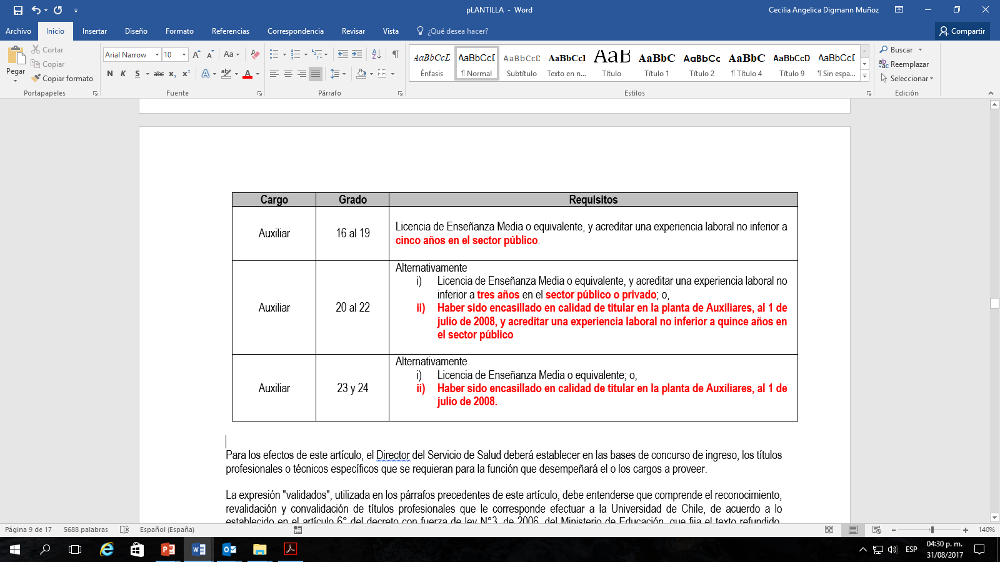 pLANTILLA - Word
Cecilia Angelica Digmann Muñoz
Archivo Inicio Insertar Diseño Formato Referencias Correspondencia Revisar Vista ¿Qué desea hacer? Compartir
Pegar
Cortar
Copiar
Copiar formato
Portapapeles
Arial Narrow 10
N K S abc x₂ x²
Fuente
Párrafo
AaBbCcD AaBbCcD AaBbCcD AaBbCcI AaB AaBbC AaBbCc AaBbC AaBbCcD AaBbCcD
Énfasis ¶ Normal Subtítulo Texto en n... Título Título 1 Título 2 ¶ Título 4 Título 9 ¶ Sin espa...
Estilos
Buscar
Reemplazar
Seleccionar
Edición
Cargo Grado Requisitos
Auxiliar 16 al 19
Licencia de Enseñanza Media o equivalente, y acreditar una experiencia laboral no inferior a
cinco años en el sector público.
Auxiliar 20 al 22
Alternativamente
i) Licencia de Enseñanza Media o equivalente, y acreditar una experiencia laboral no
inferior a tres años en el sector público o privado; o,
ii) Haber sido encasillado en calidad de titular en la planta de Auxiliares, al 1 de
julio de 2008, y acreditar una experiencia laboral no inferior a quince años en
el sector público
Auxiliar 23 y 24
Alternativamente
i) Licencia de Enseñanza Media o equivalente; o,
ii) Haber sido encasillado en calidad de titular en la planta de Auxiliares, al 1 de
julio de 2008.
Para los efectos de este artículo, el Director del Servicio de Salud deberá establecer en las bases de concurso de ingreso, los títulos
profesionales o técnicos específicos que se requieran para la función que desempeñará el o los cargos a proveer.
La expresión "validados", utilizada en los párrafos precedentes de este artículo, debe entenderse que comprende el reconocimiento,
revalidación y convalidación de títulos profesionales que le corresponde efectuar a la Universidad de Chile, de acuerdo a lo
establecido en el artículo 6° del decreto con fuerza de ley N°3, de 2006, del Ministerio de Educación, que fija el texto refundido,
Página 9 de 17 5688 palabras Español (España) 140%
ESP
04:30 p. m.
31/08/2017